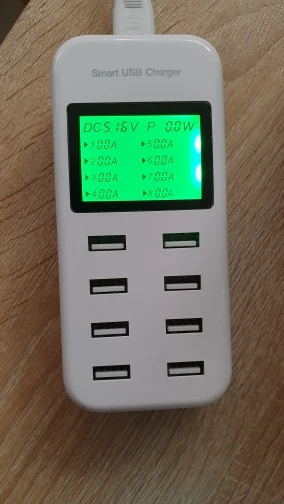 Smart USB Charger
DC5.16V P 0.0W
▶1 0.0A ▶5 0.0A
▶2 0.0A ▶6 0.0A
▶3 0.0A ▶7 0.0A
▶4 0.0A ▶8 0.0A